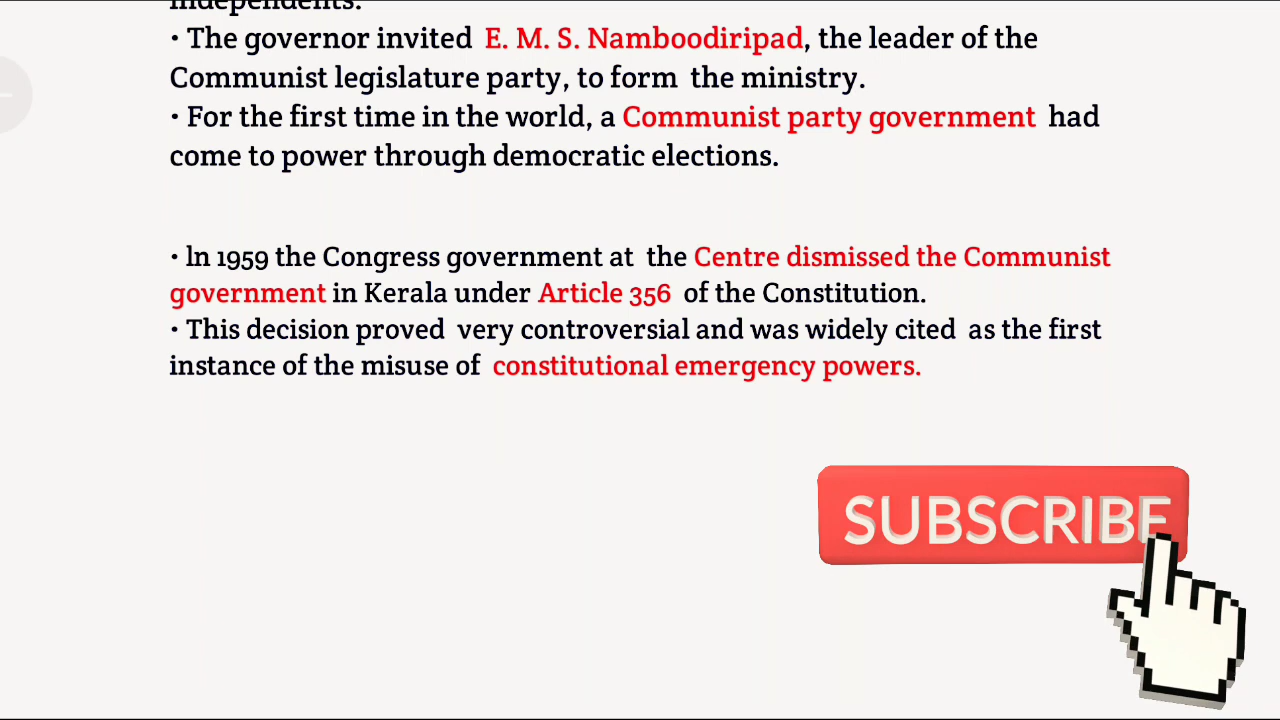 independents.
• The governor invited E. M. S. Namboodiripad, the leader of the
Communist legislature party, to form the ministry.
• For the first time in the world, a Communist party government had
come to power through democratic elections.
• ln 1959 the Congress government at the Centre dismissed the Communist
government in Kerala under Article 356 of the Constitution.
• This decision proved very controversial and was widely cited as the first
instance of the misuse of constitutional emergency powers.
SUBSCRIBE